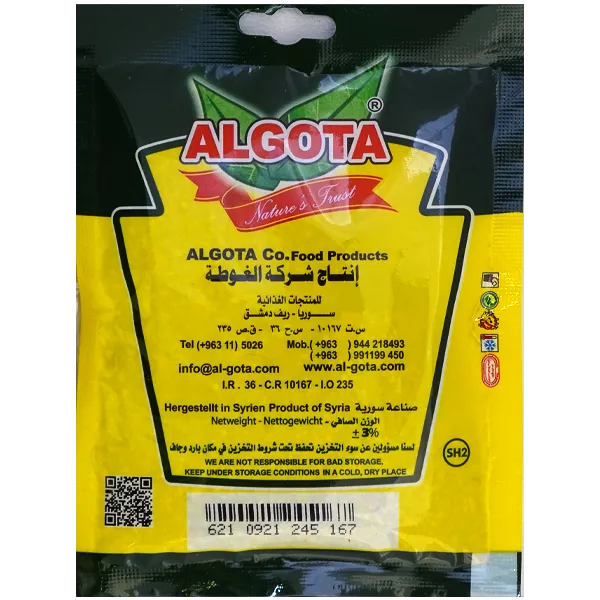 ®
ALGOTA
Nature's Trust
ALGOTA Co. Food Products
إنتاج شركة الغوطة
للمنتجات الغذائية
سوريا - ريف دمشق
س.ت ١٠١٦٧ - س.ح ٣٦ - ق.ص ٢٣٥
Tel (+963 11) 5026 Mob.(+963 ) 944 218493
(+963 ) 991199 450
info@al-gota.com www.al-gota.com
I.R . 36 - C.R 10167 - I.O 235
Hergestellt in Syrien Product of Syria صناعة سورية
Netweight - Nettogewicht - الوزن الصافي
±3%
لسنا مسؤولين عن سوء التخزين تحفظ تحت شروط التخزين في مكان بارد وجاف
WE ARE NOT RESPONSIBLE FOR BAD STORAGE,
KEEP UNDER STORAGE CONDITIONS IN A COLD, DRY PLACE
SH2
621 0921 245 167